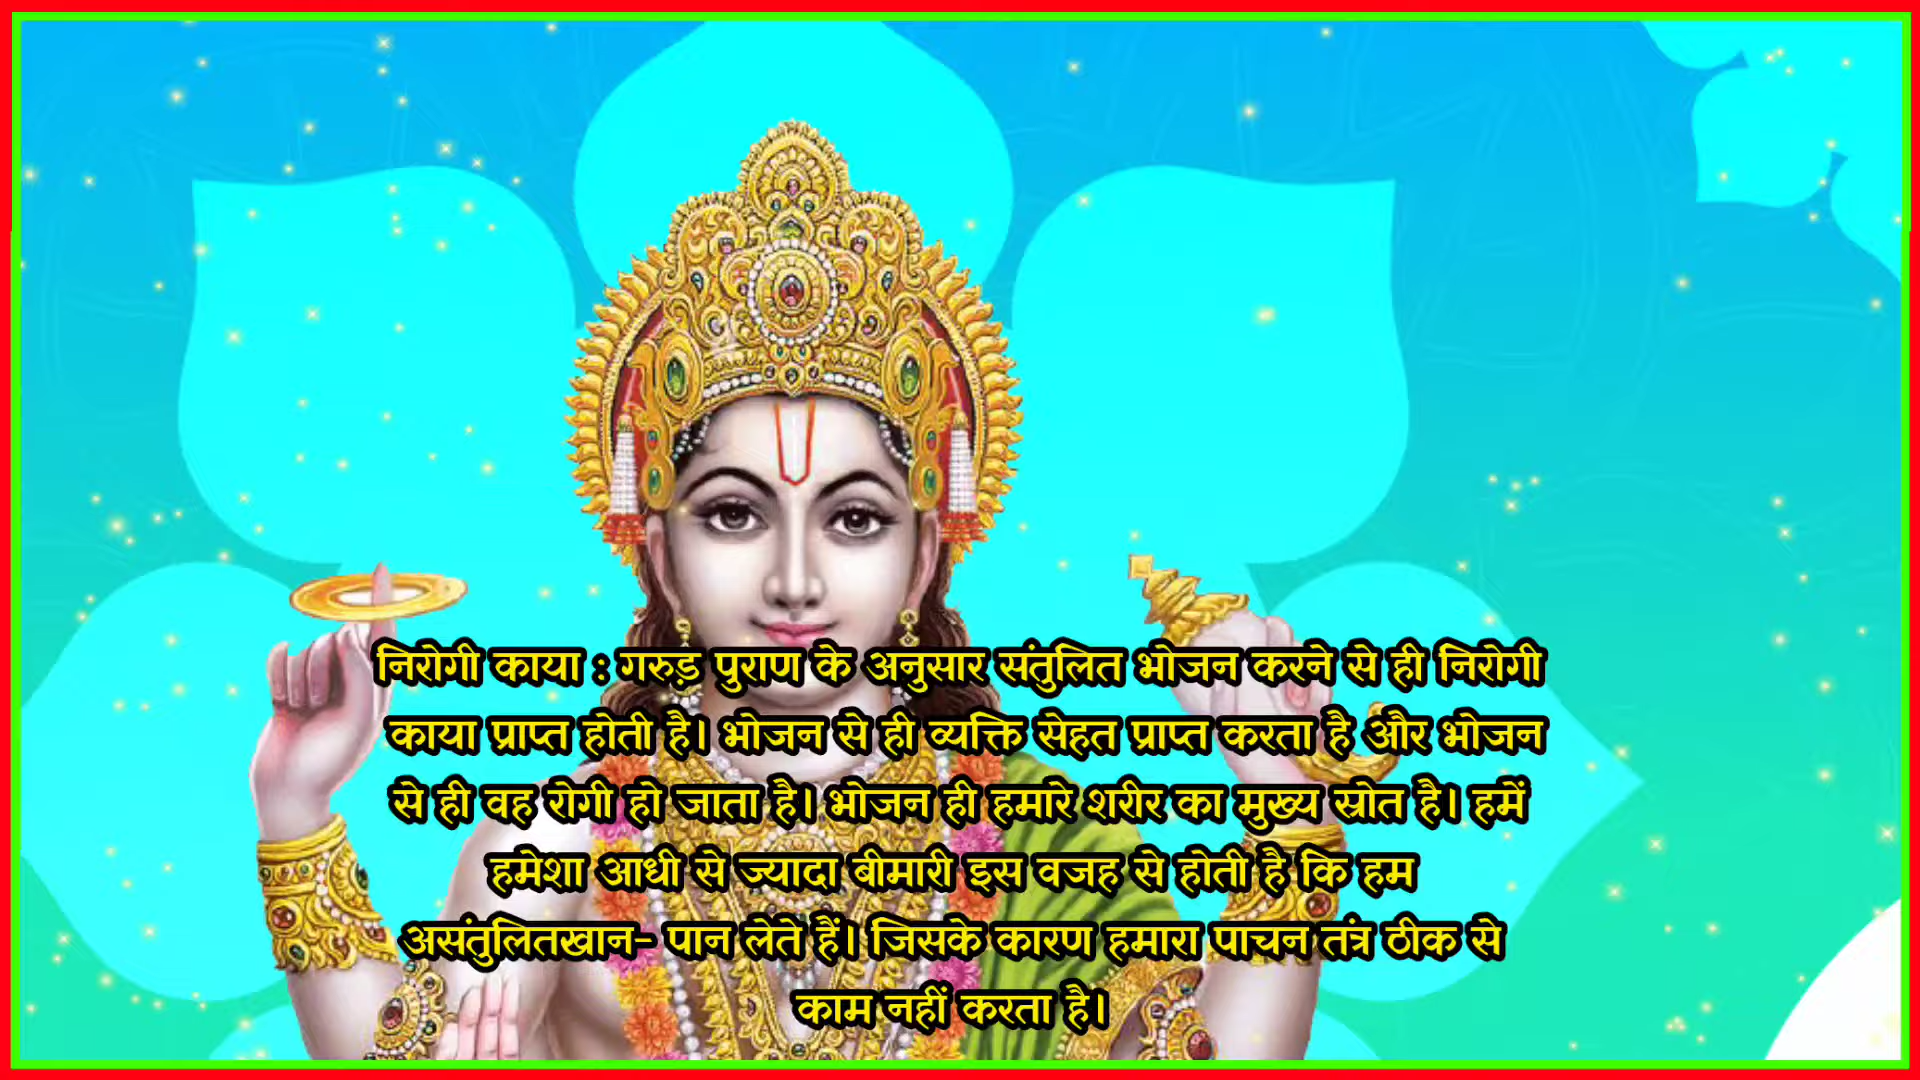 निरोगी काया : गरुड़ पुराण के अनुसार संतुलित भोजन करने से ही निरोगी
काया प्राप्त होती है। भोजन से ही व्यक्ति सेहत प्राप्त करता है और भोजन
से ही वह रोगी हो जाता है। भोजन ही हमारे शरीर का मुख्य स्रोत है। हमें
हमेशा आधी से ज्यादा बीमारी इस वजह से होती है कि हम
असंतुलितखान- पान लेते हैं। जिसके कारण हमारा पाचन तंत्र ठीक से
काम नहीं करता है।